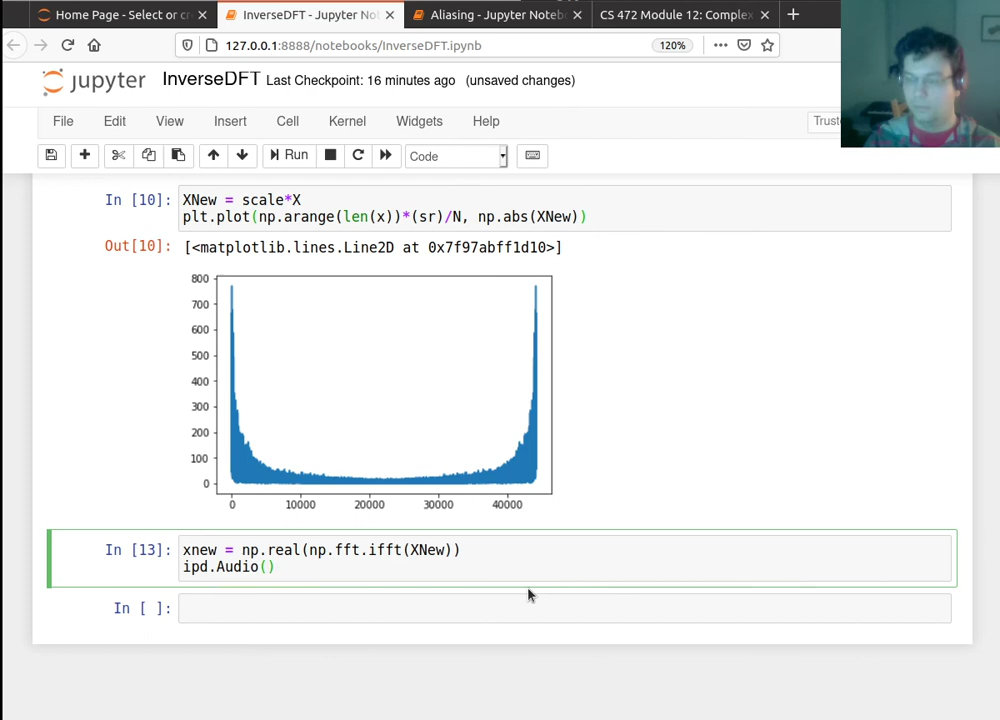 Home Page - Select or cr
InverseDFT - Jupyter No
Aliasing - Jupyter Noteb
CS 472 Module 12: Complex
127.0.0.1:8888/notebooks/InverseDFT.ipynb
120%
jupyter InverseDFT Last Checkpoint: 16 minutes ago (unsaved changes)
File Edit View Insert Cell Kernel Widgets Help
Trust
Run
Code
In [10]: XNew = scale*X
plt.plot(np.arange(len(x))*(sr)/N, np.abs(XNew))
Out[10]: [<matplotlib.lines.Line2D at 0x7f97abff1d10>]
800
700
600
500
400
300
200
100
0
0 10000 20000 30000 40000
In [13]: xnew = np.real(np.fft.ifft(XNew))
ipd.Audio()
In [ ]: